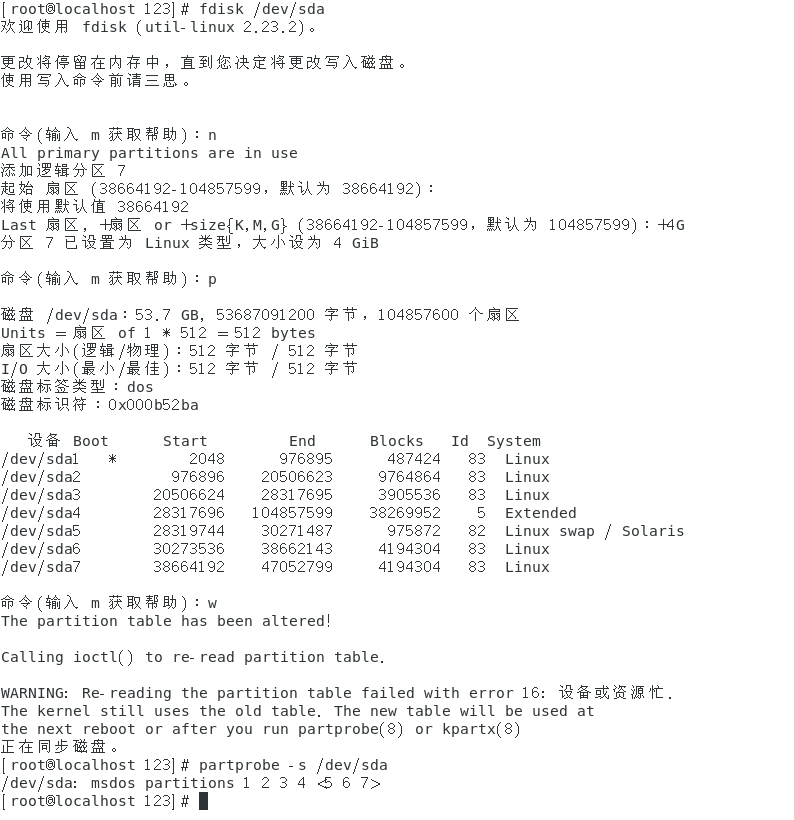 [root@localhost 123]# fdisk /dev/sda
欢迎使用 fdisk (util-linux 2.23.2)。
更改将停留在内存中，直到您决定将更改写入磁盘。
使用写入命令前请三思。
命令(输入 m 获取帮助)：n
All primary partitions are in use
添加逻辑分区 7
起始 扇区 (38664192-104857599，默认为 38664192)：
将使用默认值 38664192
Last 扇区, +扇区 or +size{K,M,G} (38664192-104857599，默认为 104857599)：+4G
分区 7 已设置为 Linux 类型，大小设为 4 GiB
命令(输入 m 获取帮助)：p
磁盘 /dev/sda：53.7 GB, 53687091200 字节，104857600 个扇区
Units = 扇区 of 1 * 512 = 512 bytes
扇区大小(逻辑/物理)：512 字节 / 512 字节
I/O 大小(最小/最佳)：512 字节 / 512 字节
磁盘标签类型：dos
磁盘标识符：0x000b52ba
设备 Boot      Start         End      Blocks   Id  System
/dev/sda1   *        2048      976895      487424   83  Linux
/dev/sda2          976896    20506623     9764864   83  Linux
/dev/sda3        20506624    28317695     3905536   83  Linux
/dev/sda4        28317696   104857599    38269952    5  Extended
/dev/sda5        28319744    30271487      975872   82  Linux swap / Solaris
/dev/sda6        30273536    38662143     4194304   83  Linux
/dev/sda7        38664192    47052799     4194304   83  Linux
命令(输入 m 获取帮助)：w
The partition table has been altered!
Calling ioctl() to re-read partition table.
WARNING: Re-reading the partition table failed with error 16: 设备或资源忙.
The kernel still uses the old table. The new table will be used at
the next reboot or after you run partprobe(8) or kpartx(8)
正在同步磁盘。
[root@localhost 123]# partprobe -s /dev/sda
/dev/sda: msdos partitions 1 2 3 4 <5 6 7>
[root@localhost 123]#